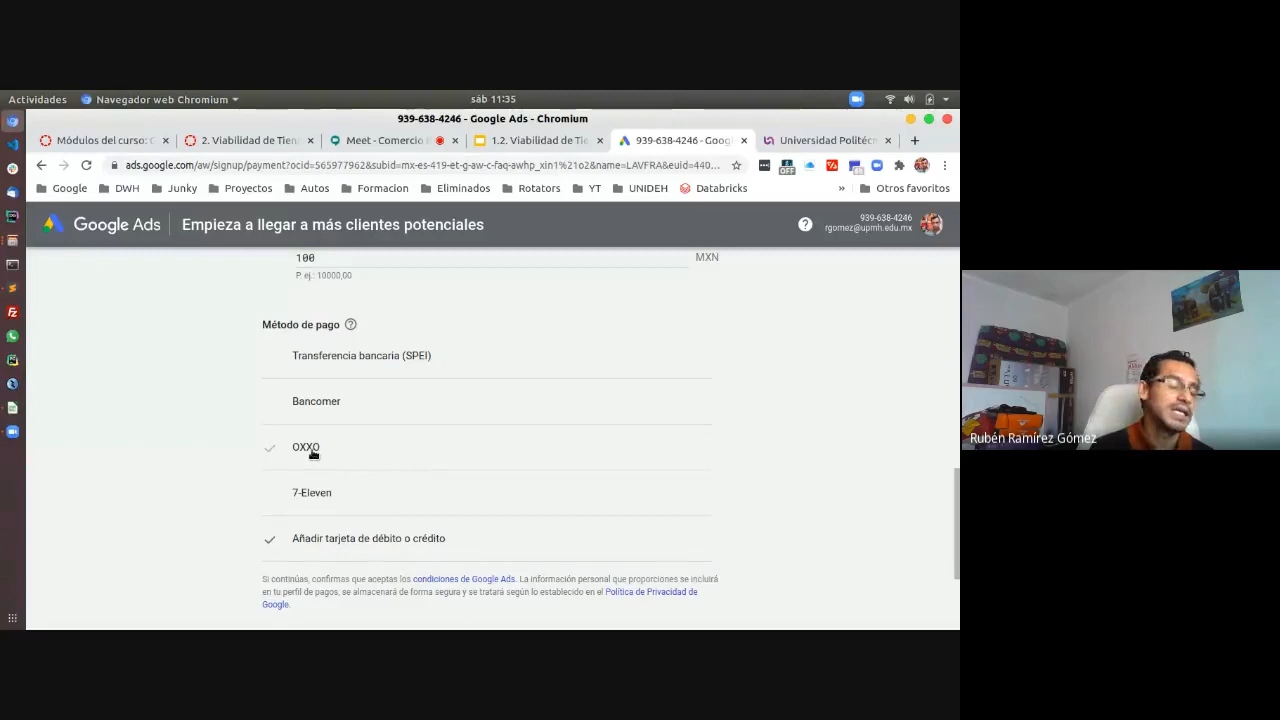 Actividades
Navegador web Chromium
sáb 11:35
939-638-4246 - Google Ads - Chromium
Módulos del curso: C
2. Viabilidad de Tien
Meet - Comercio E
1.2. Viabilidad de Tie
939-638-4246 - Googl
Universidad Politécn
ads.google.com/aw/signup/payment?ocid=565977962&subid=mx-es-419-et-g-aw-c-faq-awhp_xin1%21o2&name=LAVFRA&euid=440...
OFF
Google
DWH
Junky
Proyectos
Autos
Formacion
Eliminados
Rotators
YT
UNIDEH
Databricks
»
Otros favoritos
Google Ads
Empieza a llegar a más clientes potenciales
939-638-4246
rgomez@upmh.edu.mx
100
MXN
P. ej.: 10000,00
Método de pago
Transferencia bancaria (SPEI)
Bancomer
OXXO
7-Eleven
Añadir tarjeta de débito o crédito
Si continúas, confirmas que aceptas los condiciones de Google Ads. La información personal que proporciones se incluirá
en tu perfil de pagos, se almacenará de forma segura y se tratará según lo establecido en el Política de Privacidad de
Google.
Rubén Ramírez Gómez